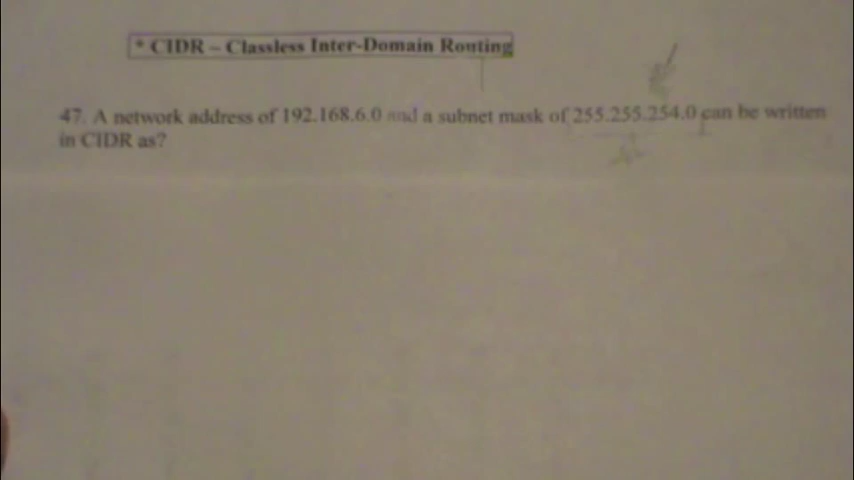 * CIDR – Classless Inter-Domain Routing
47. A network address of 192.168.6.0 and a subnet mask of 255.255.254.0 can be written
in CIDR as?